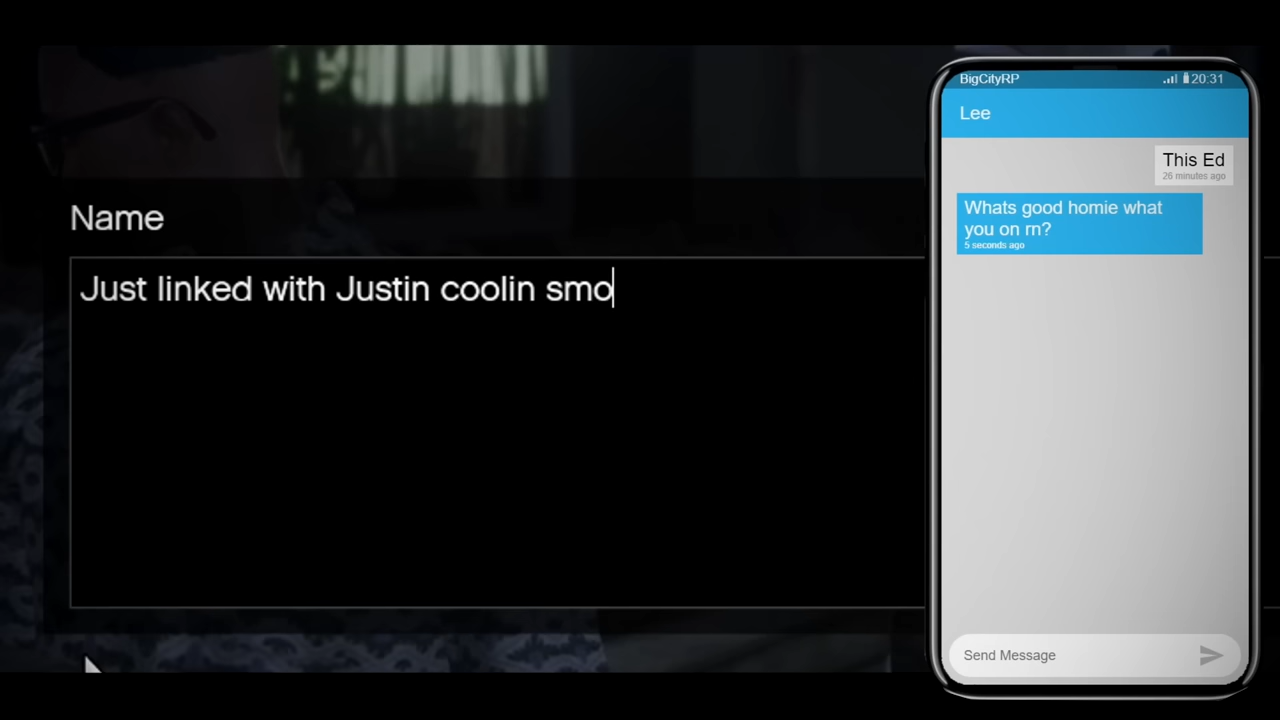 Name
Just linked with Justin coolin smo
BigCityRP 20:31
Lee
This Ed
26 minutes ago
Whats good homie what
you on rn?
5 seconds ago
Send Message